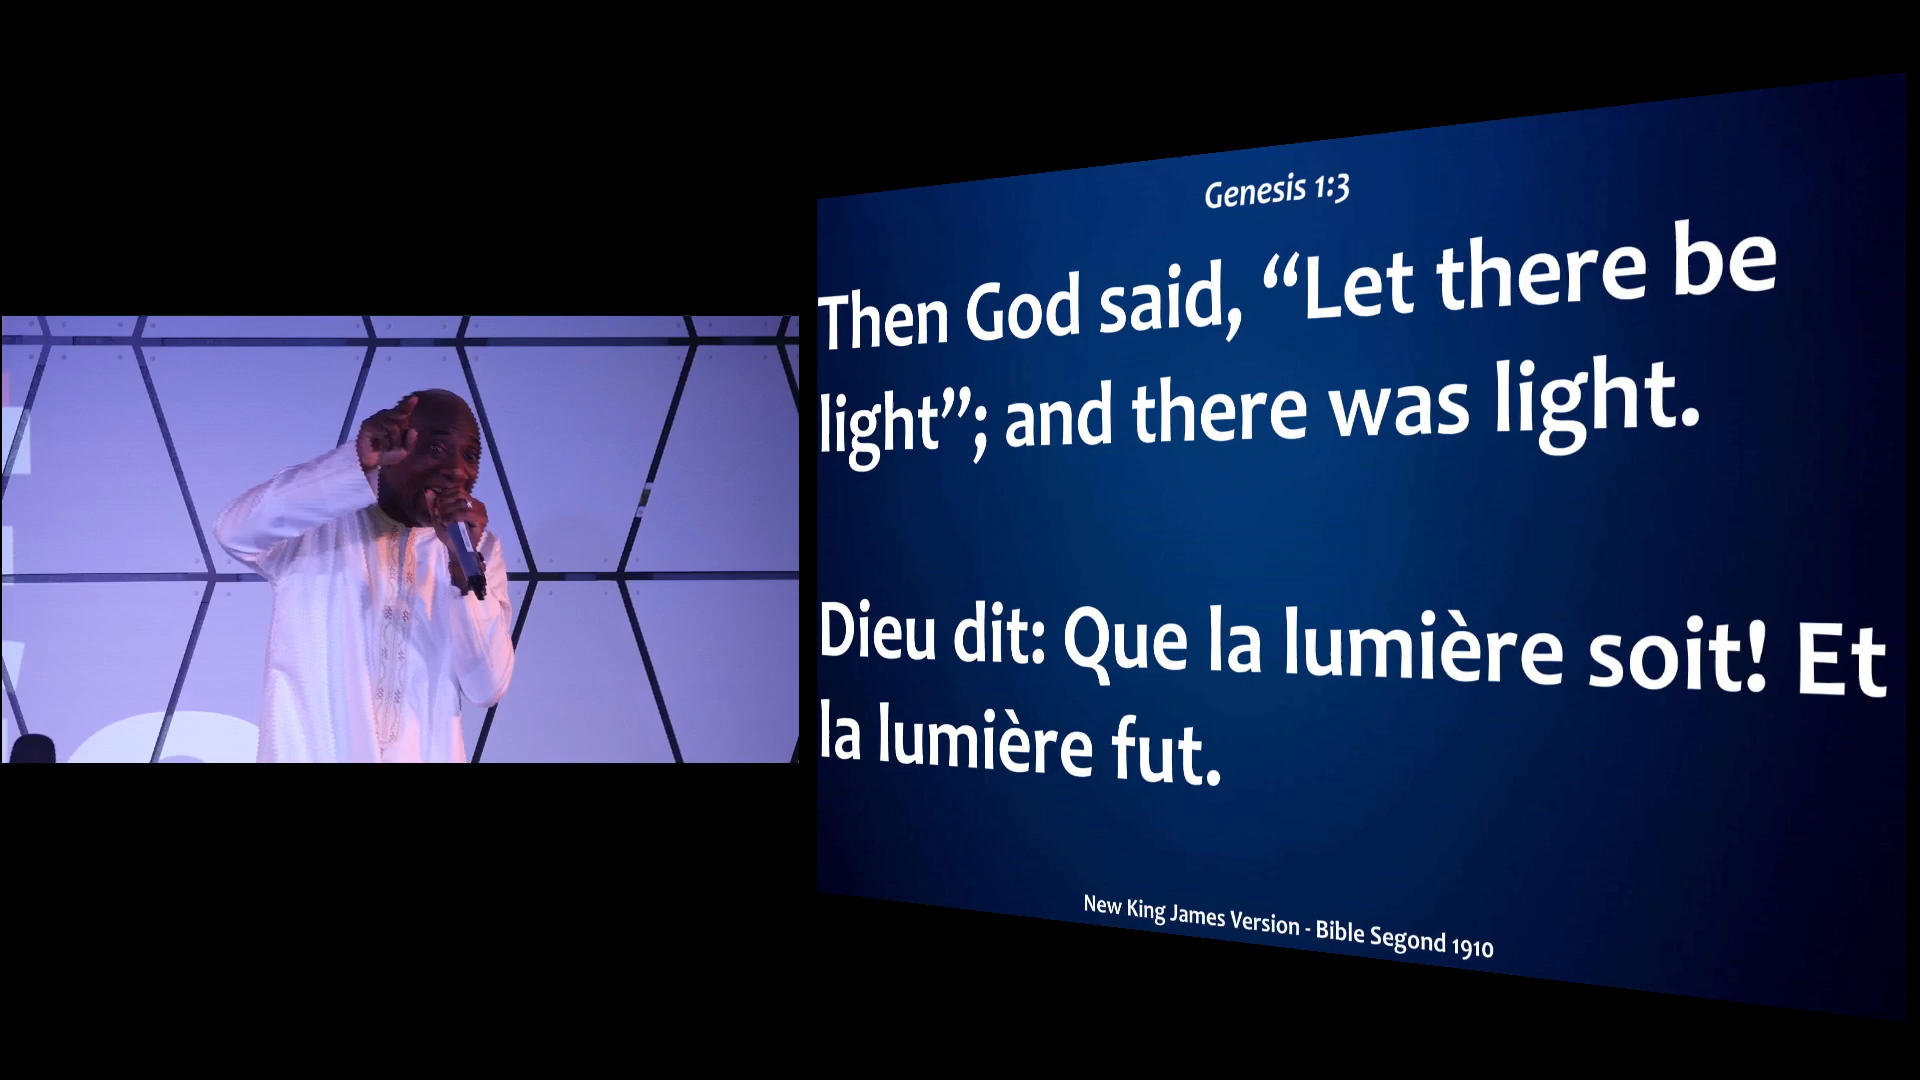 Genesis 1:3
Then God said, “Let there be
light”; and there was light.
Dieu dit: Que la lumière soit! Et
la lumière fut.
New King James Version - Bible Segond 1910